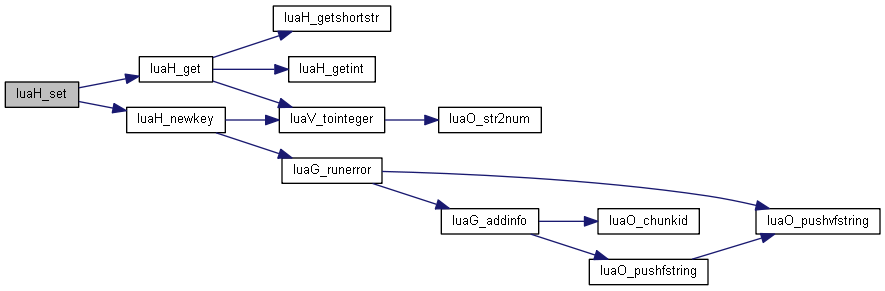 luaH_getshortstr
luaH_get
luaH_getint
luaH_set
luaH_newkey
luaV_tointeger
luaO_str2num
luaG_runerror
luaG_addinfo
luaO_chunkid
luaO_pushvfstring
luaO_pushfstring